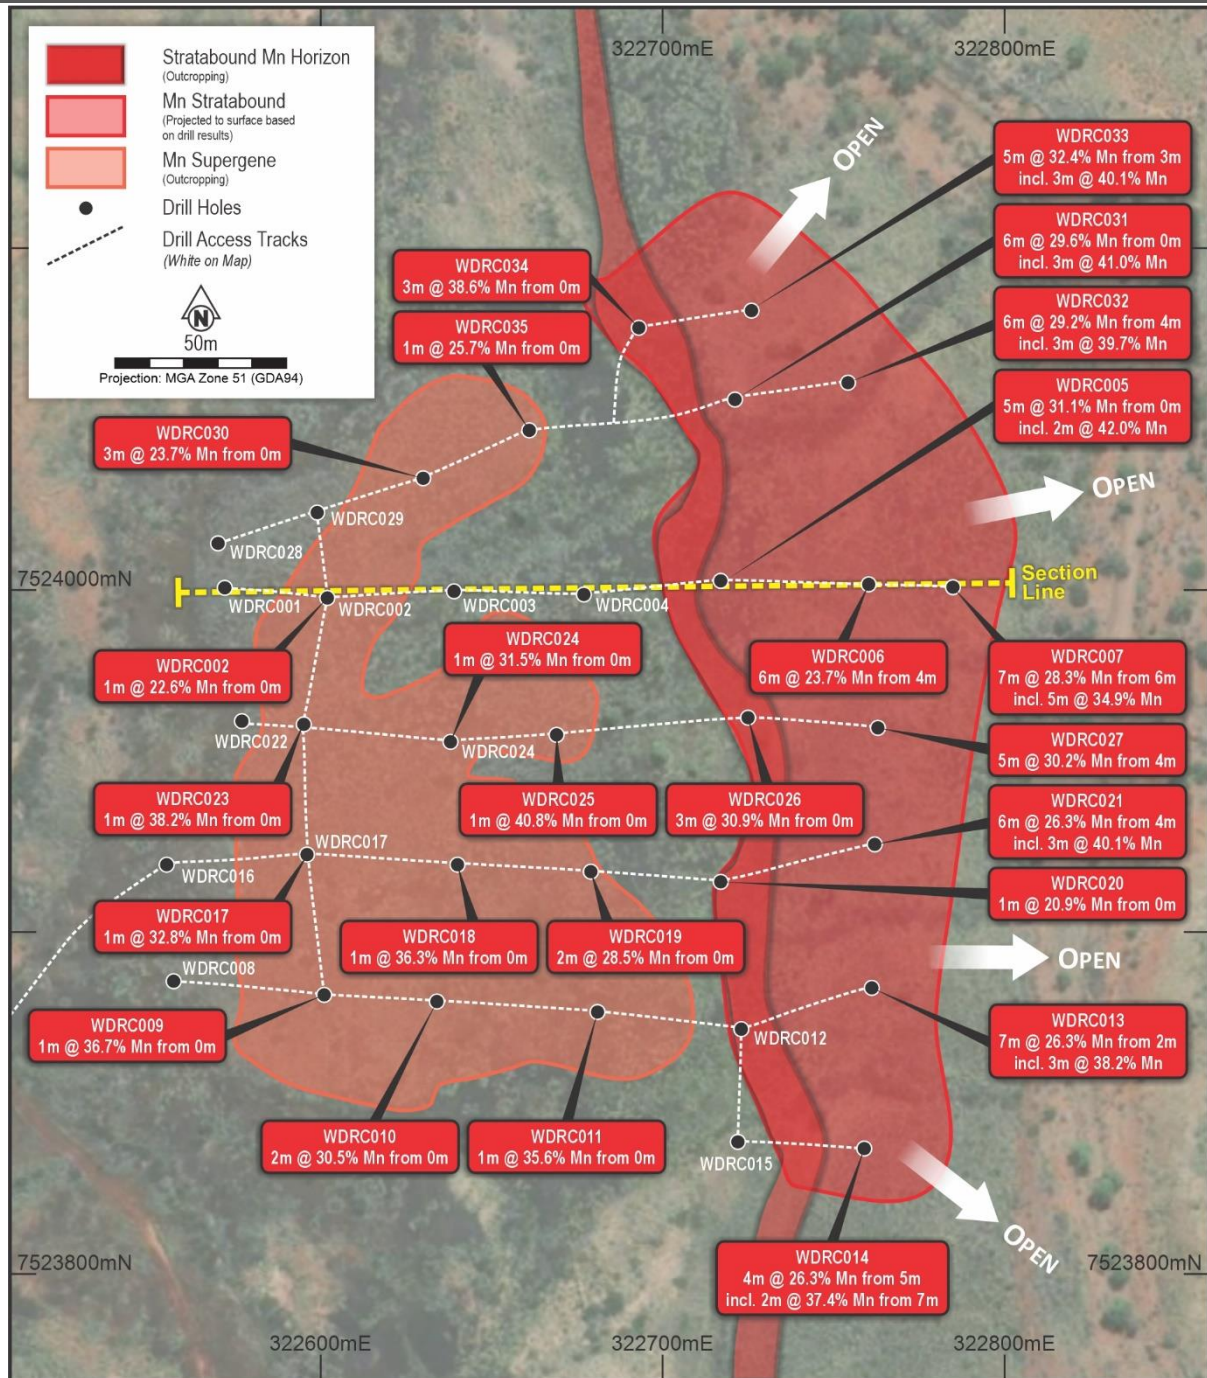 322700mE
322800mE
Stratabound Mn Horizon
(Outcropping)
Mn Stratabound
(Projected to surface based
on drill results)
Mn Supergene
(Outcropping)
Drill Holes
Drill Access Tracks
(White on Map)
N
50m
Projection: MGA Zone 51 (GDA94)
OPEN
WDRC033
5m @ 32.4% Mn from 3m
incl. 3m @ 40.1% Mn
WDRC031
6m @ 29.6% Mn from 0m
incl. 3m @ 41.0% Mn
WDRC034
3m @ 38.6% Mn from 0m
WDRC032
6m @ 29.2% Mn from 4m
incl. 3m @ 39.7% Mn
WDRC035
1m @ 25.7% Mn from 0m
WDRC005
5m @ 31.1% Mn from 0m
incl. 2m @ 42.0% Mn
WDRC030
3m @ 23.7% Mn from 0m
OPEN
WDRC029
WDRC028
7524000mN
Section
Line
WDRC001
WDRC002
WDRC003
WDRC004
WDRC024
1m @ 31.5% Mn from 0m
WDRC002
1m @ 22.6% Mn from 0m
WDRC006
6m @ 23.7% Mn from 4m
WDRC007
7m @ 28.3% Mn from 6m
incl. 5m @ 34.9% Mn
WDRC022
WDRC024
WDRC027
5m @ 30.2% Mn from 4m
WDRC023
1m @ 38.2% Mn from 0m
WDRC025
1m @ 40.8% Mn from 0m
WDRC026
3m @ 30.9% Mn from 0m
WDRC021
6m @ 26.3% Mn from 4m
incl. 3m @ 40.1% Mn
WDRC017
WDRC016
WDRC020
1m @ 20.9% Mn from 0m
WDRC017
1m @ 32.8% Mn from 0m
WDRC018
1m @ 36.3% Mn from 0m
WDRC019
2m @ 28.5% Mn from 0m
OPEN
WDRC008
WDRC009
1m @ 36.7% Mn from 0m
WDRC012
WDRC013
7m @ 26.3% Mn from 2m
incl. 3m @ 38.2% Mn
WDRC010
2m @ 30.5% Mn from 0m
WDRC011
1m @ 35.6% Mn from 0m
WDRC015
OPEN
WDRC014
4m @ 26.3% Mn from 5m
incl. 2m @ 37.4% Mn from 7m
7523800mN
7523800mN
322600mE
322700mE
322800mE